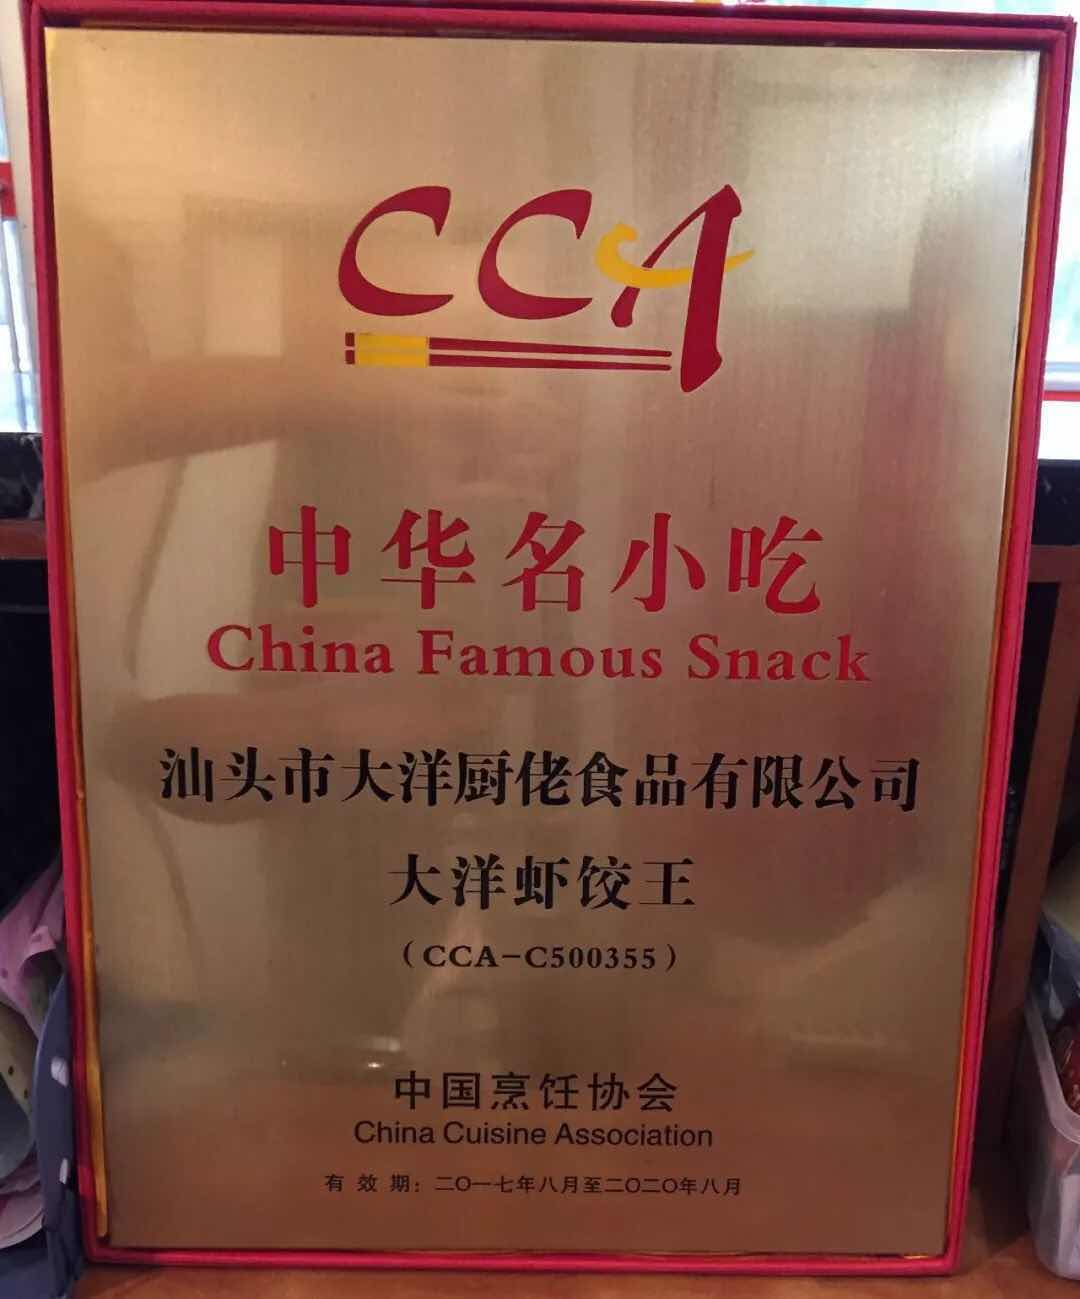 CCA
中华名小吃
China Famous Snack
汕头市大洋厨佬食品有限公司
大洋虾饺王
（CCA-C500355）
中国烹饪协会
China Cuisine Association
有效期：二〇一七年八月至二〇二〇年八月